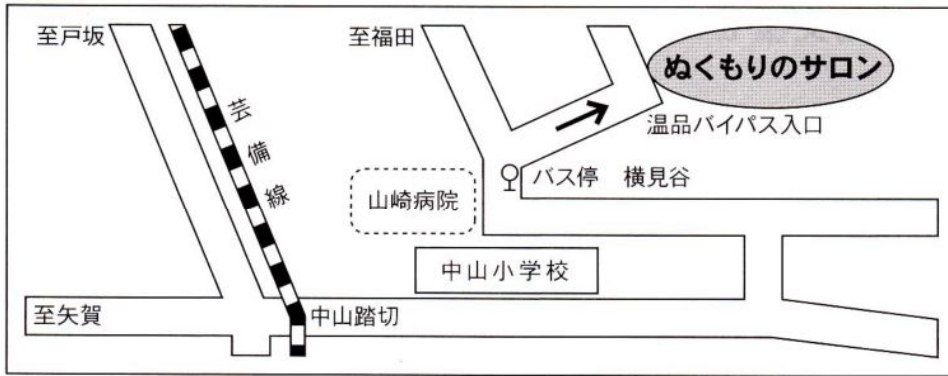 至戸坂
至福田
ぬくもりのサロン
芸備線
温品バイパス入口
バス停 横見谷
山崎病院
中山小学校
至矢賀
中山踏切